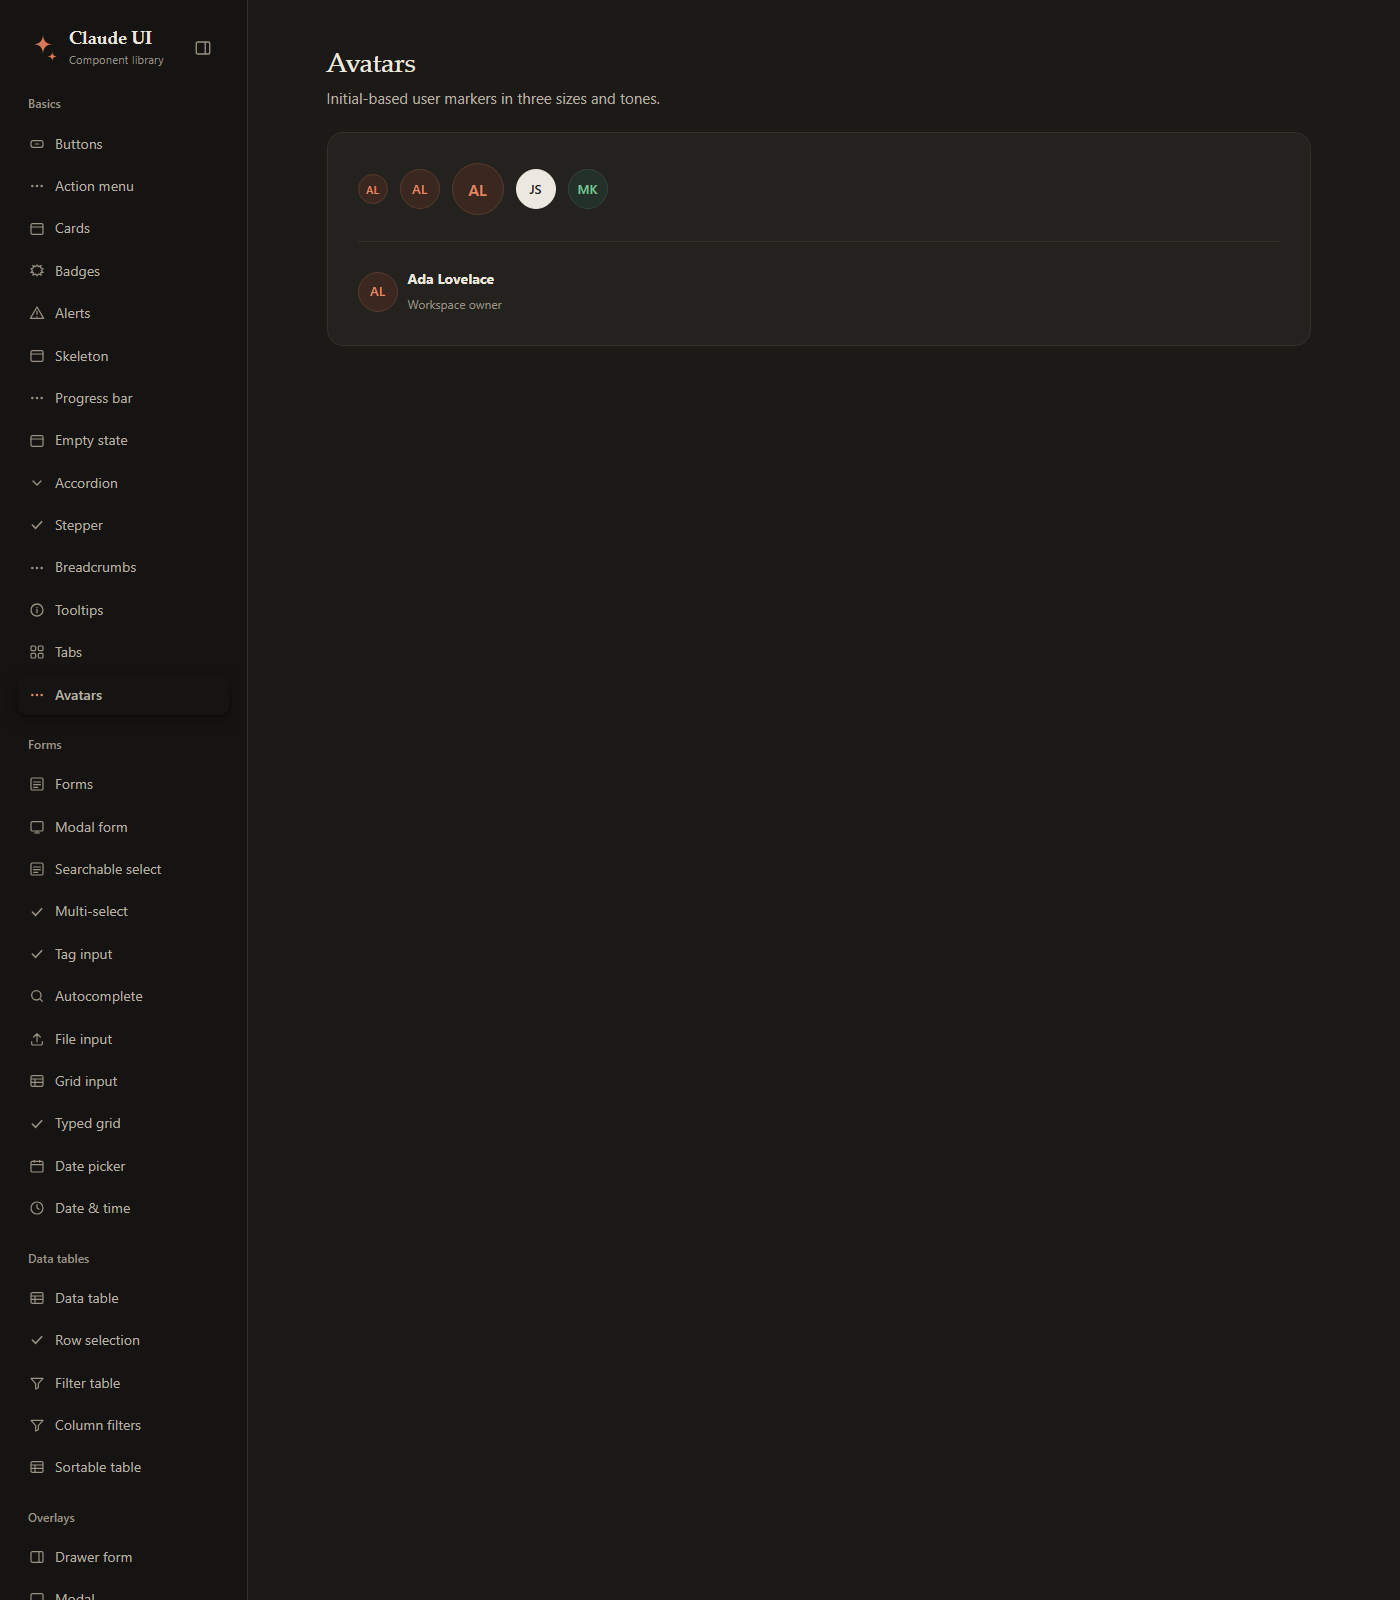 Claude UI
Component library
Basics
Buttons
Action menu
Cards
Badges
Alerts
Skeleton
Progress bar
Empty state
Accordion
Stepper
Breadcrumbs
Tooltips
Tabs
Avatars
Forms
Forms
Modal form
Searchable select
Multi-select
Tag input
Autocomplete
File input
Grid input
Typed grid
Date picker
Date & time
Data tables
Data table
Row selection
Filter table
Column filters
Sortable table
Overlays
Drawer form
Modal
Avatars
Initial-based user markers in three sizes and tones.
AL AL AL JS MK
AL
Ada Lovelace
Workspace owner